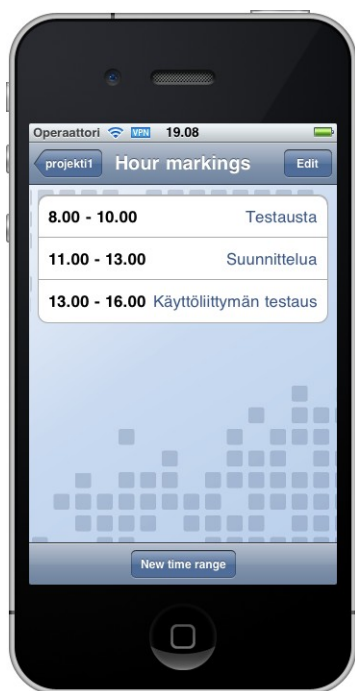 Operaattori VPN 19.08
projekti1 Hour markings Edit
8.00 - 10.00 Testausta
11.00 - 13.00 Suunnittelua
13.00 - 16.00 Käyttöliittymän testaus
New time range